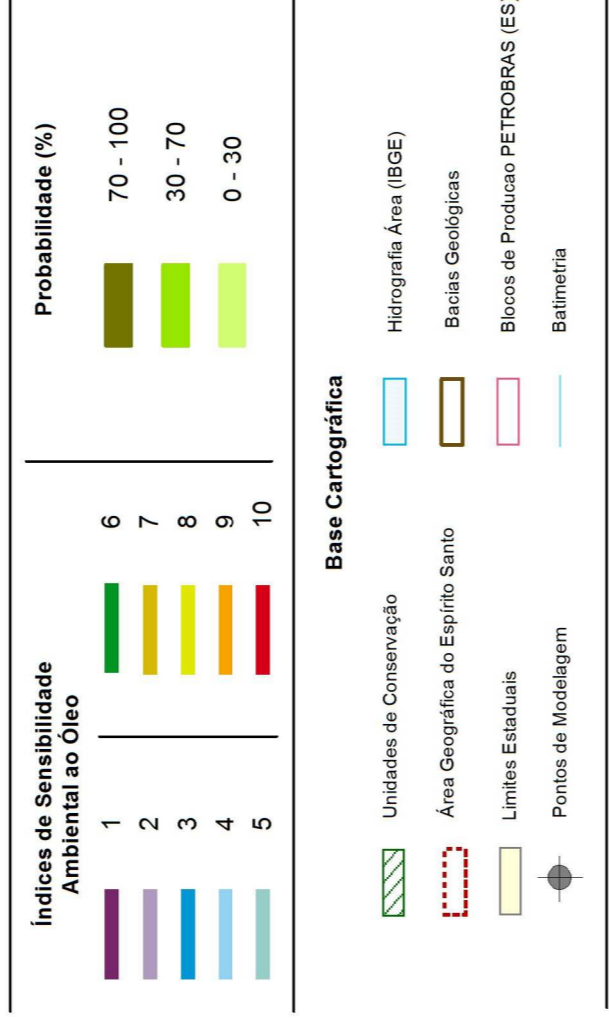 Índices de Sensibilidade
Ambiental ao Óleo
1
2
3
4
5
6
7
8
9
10
Probabilidade (%)
70 - 100
30 - 70
0 - 30
Base Cartográfica
Unidades de Conservação
Área Geográfica do Espírito Santo
Limites Estaduais
Pontos de Modelagem
Hidrografia Área (IBGE)
Bacias Geológicas
Blocos de Producao PETROBRAS (ES)
Batimetria